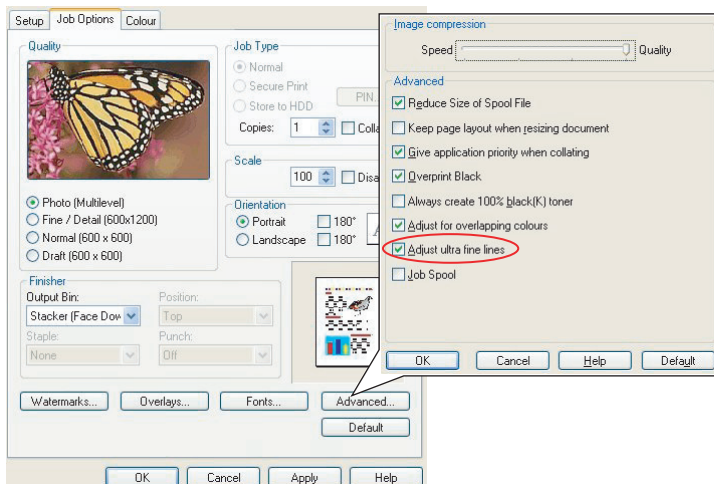 Setup
Job Options
Colour
Quality
Photo (Multilevel)
Fine / Detail (600x1200)
Normal (600 x 600)
Draft (600 x 600)
Job Type
Normal
Secure Print
Store to HDD
PIN..
Copies: 1
Scale
100
Orientation
Portrait 180°
Landscape 180°
A
Finisher
Output Bin: Position:
Stacker (Face Dow Top
Staple: Punch:
None Off
Watermarks... Overlays... Fonts... Advanced...
Default
OK Cancel Apply Help
Image compression
Speed Quality
Advanced
Reduce Size of Spool File
Keep page layout when resizing document
Give application priority when collating
Overprint Black
Always create 100% black(K) toner
Adjust for overlapping colours
Adjust ultra fine lines
Job Spool
OK Cancel Help Default